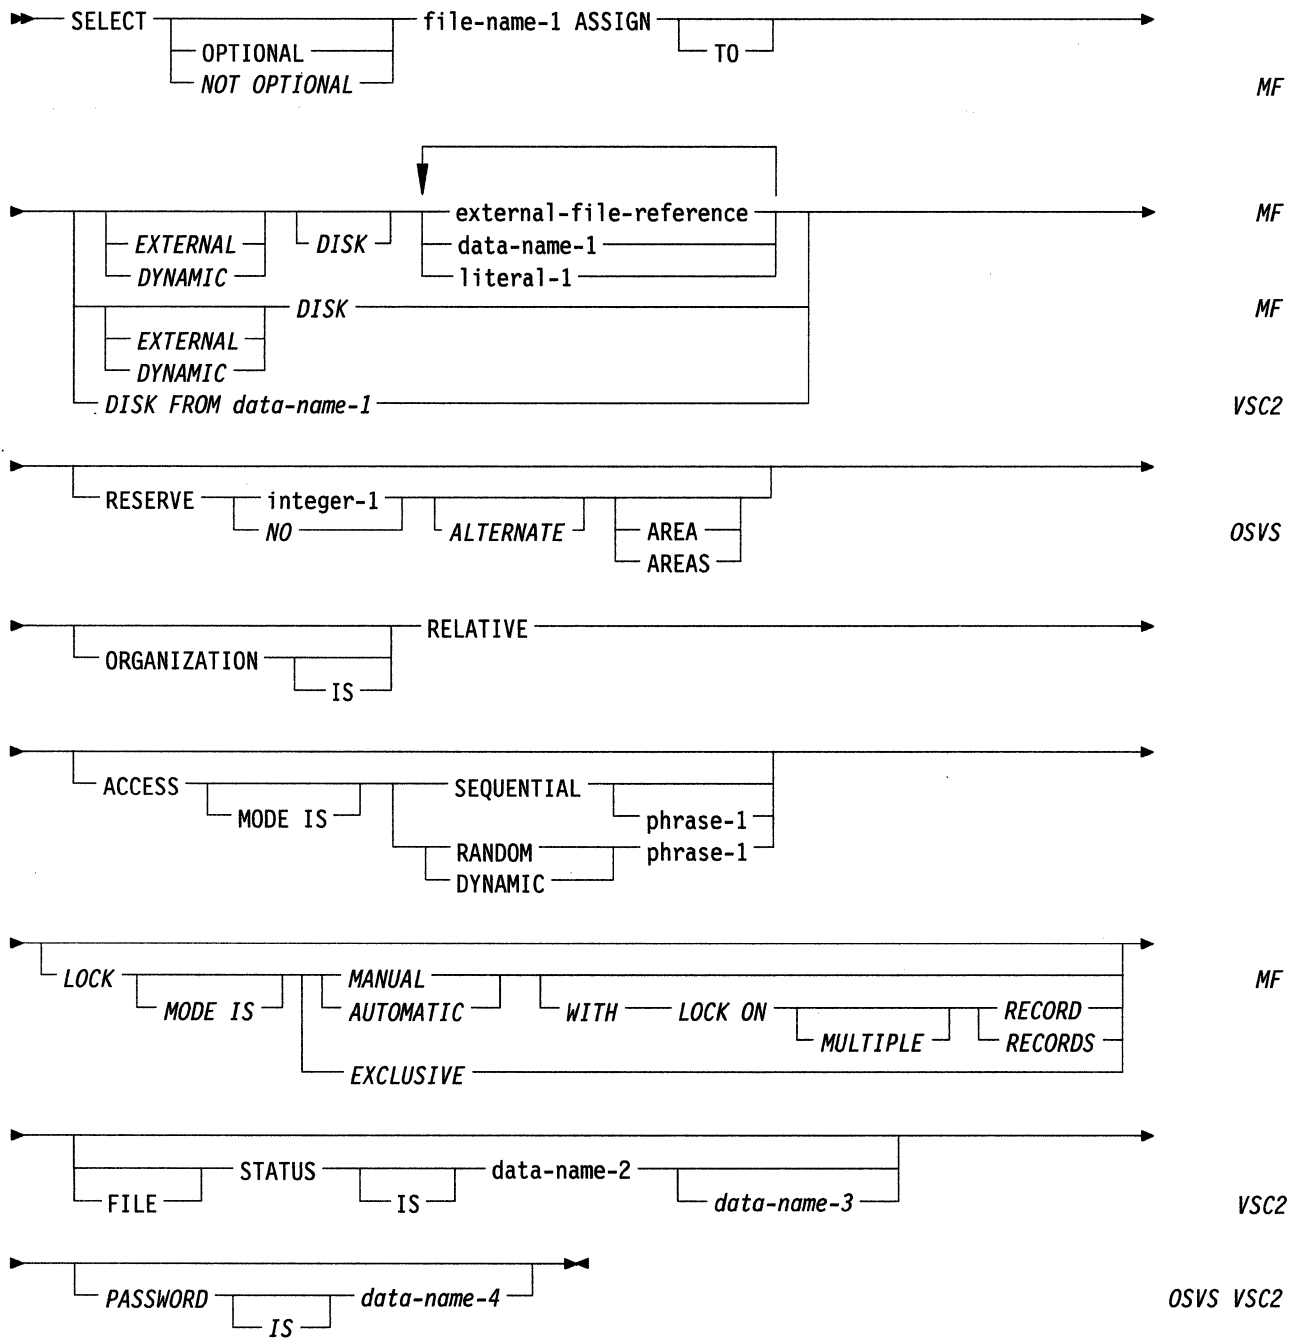 SELECT file-name-1 ASSIGN
OPTIONAL TO
NOT OPTIONAL MF
external-file-reference MF
EXTERNAL DISK data-name-1
DYNAMIC literal-1
DISK MF
EXTERNAL
DYNAMIC
DISK FROM data-name-1 VSC2
RESERVE integer-1
NO ALTERNATE AREA OSVS
AREAS
RELATIVE
ORGANIZATION
IS
ACCESS SEQUENTIAL
MODE IS phrase-1
RANDOM phrase-1
DYNAMIC
LOCK MANUAL MF
MODE IS AUTOMATIC WITH LOCK ON RECORD
MULTIPLE RECORDS
EXCLUSIVE
STATUS data-name-2
FILE IS data-name-3 VSC2
PASSWORD data-name-4 OSVS VSC2
IS